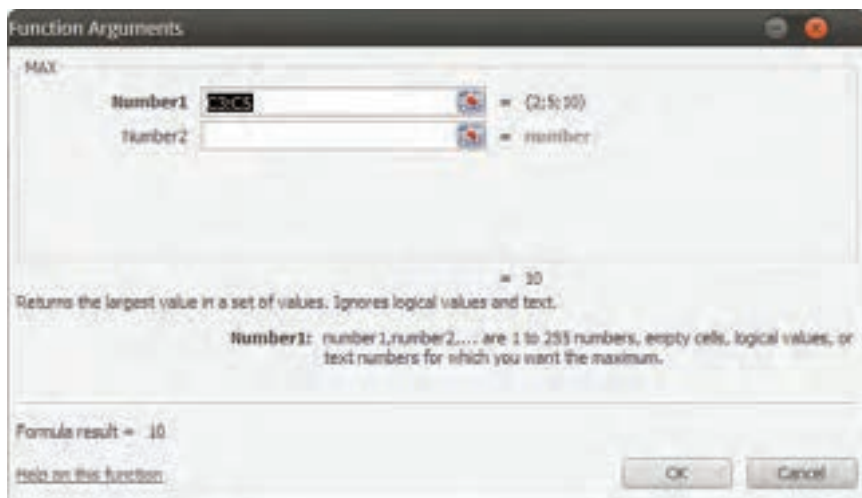 Function Arguments
MAX
Number1 C3:C5 = {2;5;10}
Number2 = number
= 10
Returns the largest value in a set of values. Ignores logical values and text.
Number1: number1,number2,... are 1 to 255 numbers, empty cells, logical values, or
text numbers for which you want the maximum.
Formula result = 10
Help on this function
OK Cancel